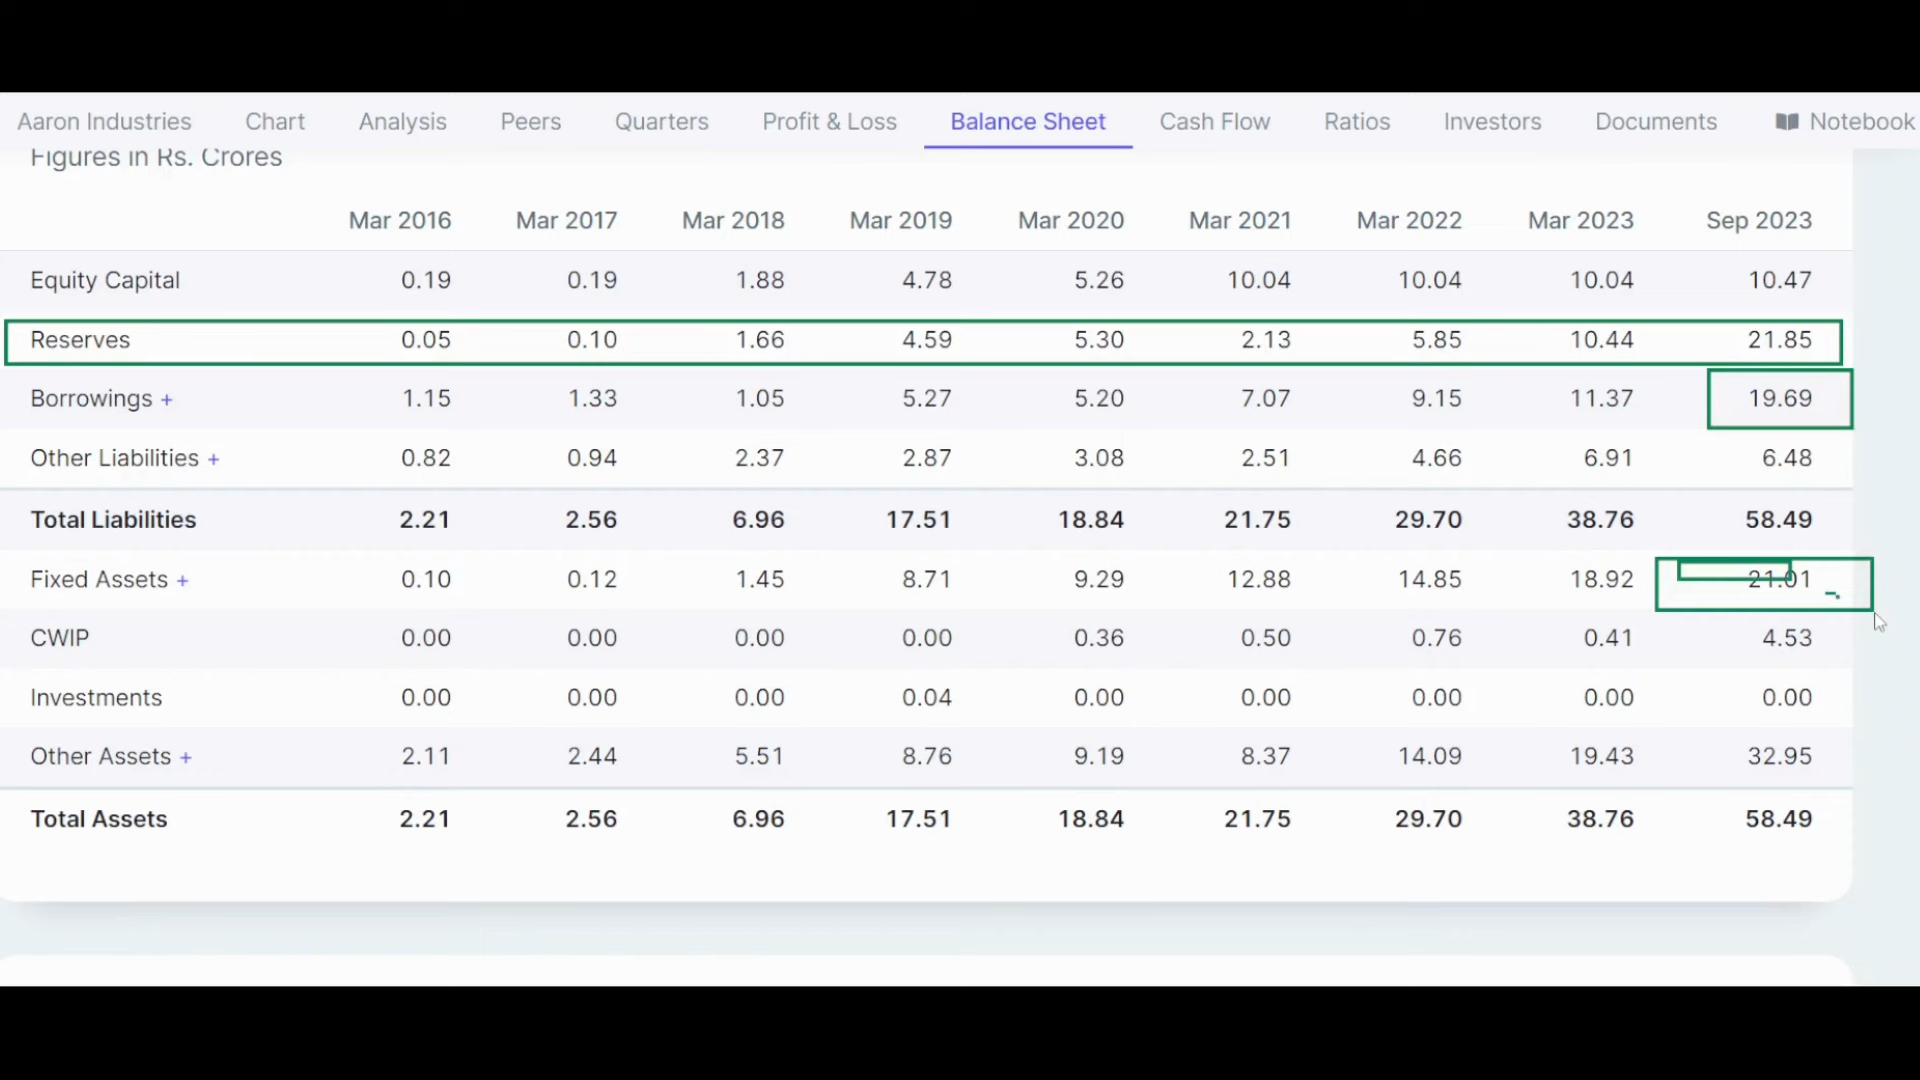 Aaron Industries Chart Analysis Peers Quarters Profit & Loss Balance Sheet Cash Flow Ratios Investors Documents Notebook
Figures in Rs. Crores
Mar 2016 Mar 2017 Mar 2018 Mar 2019 Mar 2020 Mar 2021 Mar 2022 Mar 2023 Sep 2023
Equity Capital 0.19 0.19 1.88 4.78 5.26 10.04 10.04 10.04 10.47
Reserves 0.05 0.10 1.66 4.59 5.30 2.13 5.85 10.44 21.85
Borrowings + 1.15 1.33 1.05 5.27 5.20 7.07 9.15 11.37 19.69
Other Liabilities + 0.82 0.94 2.37 2.87 3.08 2.51 4.66 6.91 6.48
Total Liabilities 2.21 2.56 6.96 17.51 18.84 21.75 29.70 38.76 58.49
Fixed Assets + 0.10 0.12 1.45 8.71 9.29 12.88 14.85 18.92 21.01
CWIP 0.00 0.00 0.00 0.00 0.36 0.50 0.76 0.41 4.53
Investments 0.00 0.00 0.00 0.04 0.00 0.00 0.00 0.00 0.00
Other Assets + 2.11 2.44 5.51 8.76 9.19 8.37 14.09 19.43 32.95
Total Assets 2.21 2.56 6.96 17.51 18.84 21.75 29.70 38.76 58.49